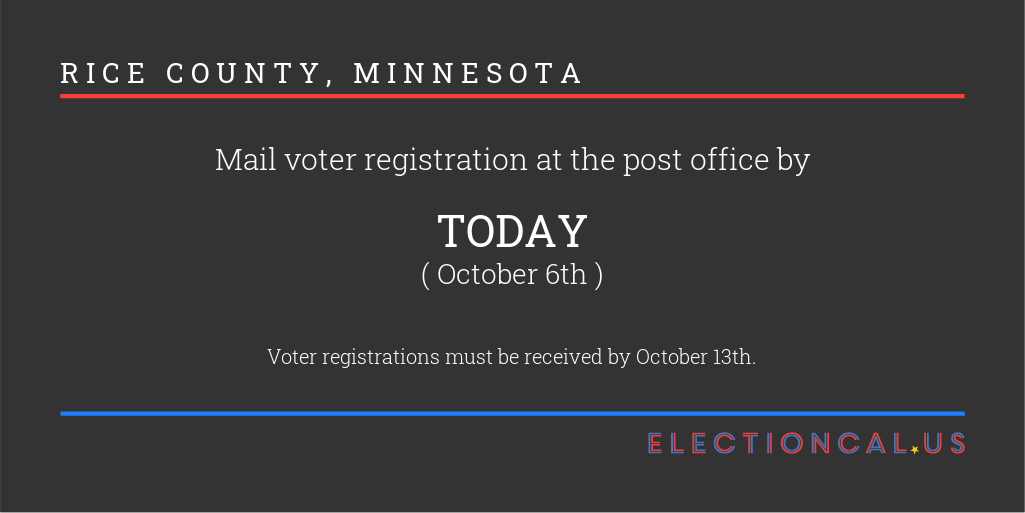 RICE COUNTY, MINNESOTA
Mail voter registration at the post office by
TODAY
( October 6th )
Voter registrations must be received by October 13th.
ELECTIONCAL.US